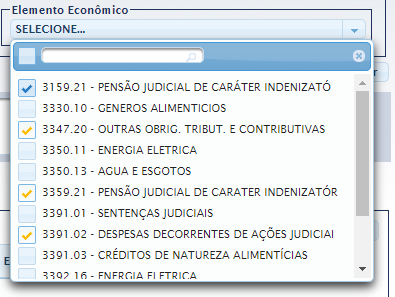 Elemento Econômico
SELECIONE...
3159.21 - PENSÃO JUDICIAL DE CARÁTER INDENIZATÓ
3330.10 - GENEROS ALIMENTICIOS
3347.20 - OUTRAS OBRIG. TRIBUT. E CONTRIBUTIVAS
3350.11 - ENERGIA ELETRICA
3350.13 - AGUA E ESGOTOS
3359.21 - PENSÃO JUDICIAL DE CARATER INDENIZATÓR
3391.01 - SENTENÇAS JUDICIAIS
3391.02 - DESPESAS DECORRENTES DE AÇÕES JUDICIAI
3391.03 - CRÉDITOS DE NATUREZA ALIMENTÍCIAS
3392.16 - ENERGIA ELETRICA